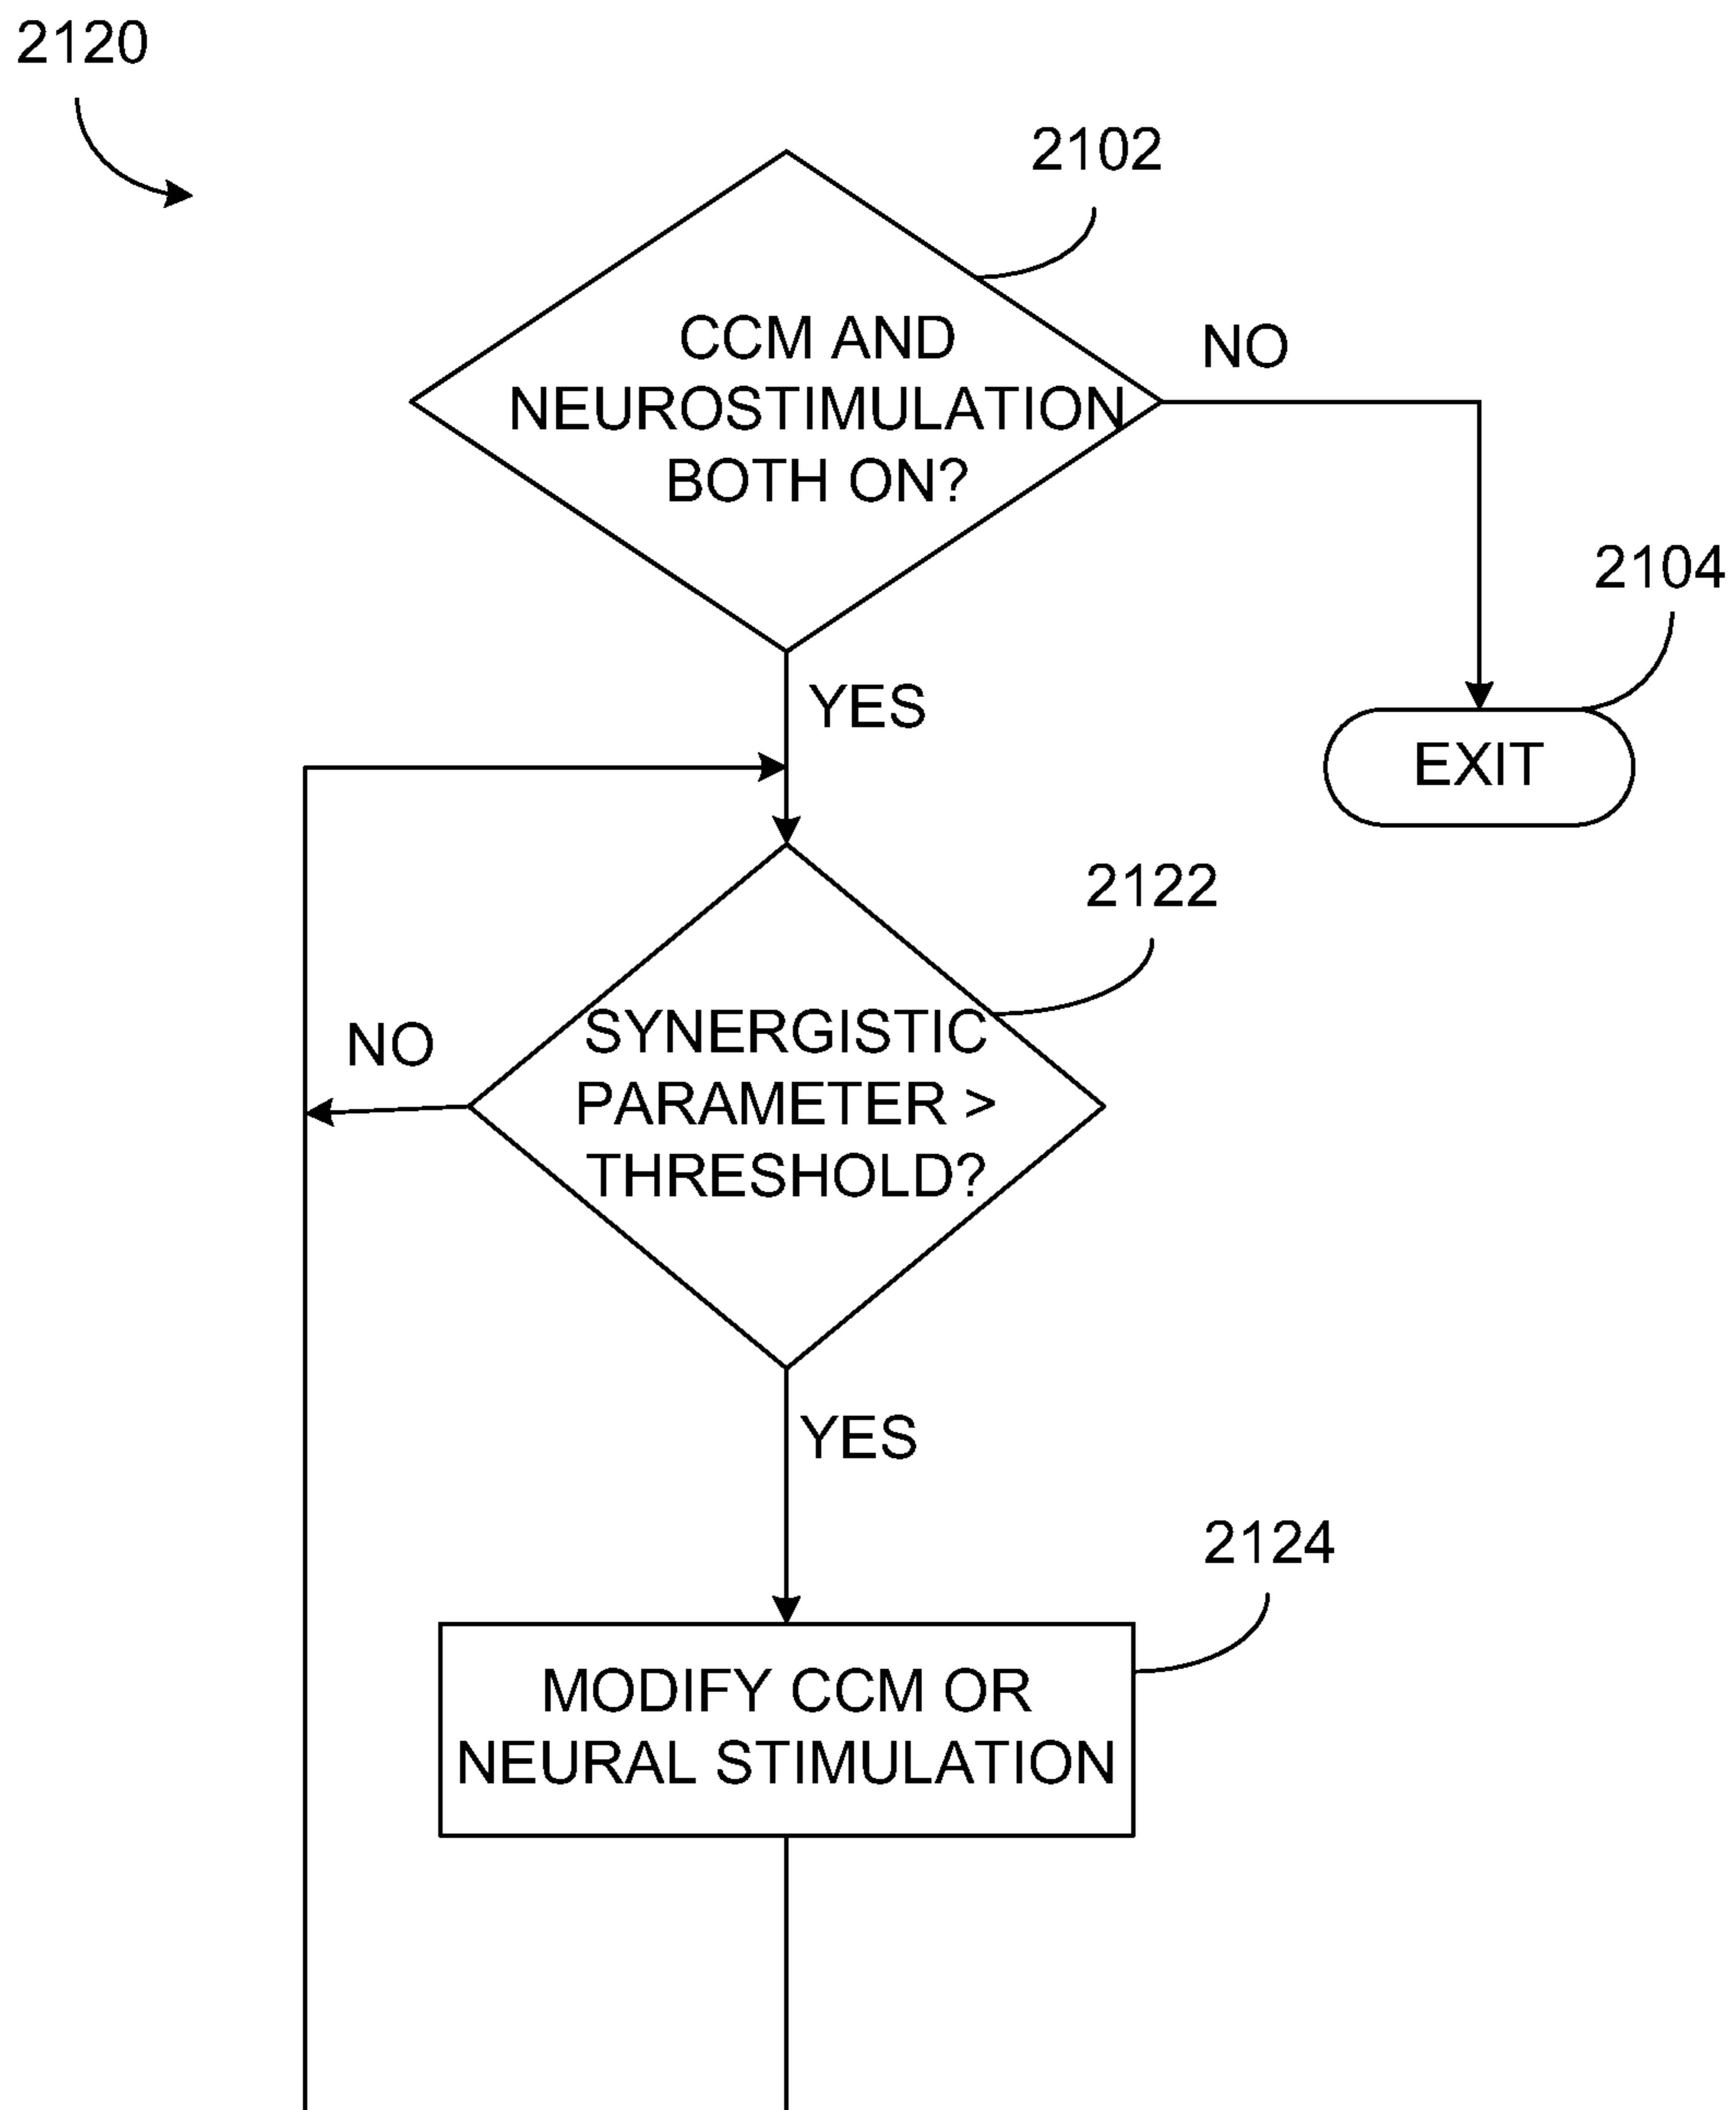 2120
2102
CCM AND
NEUROSTIMULATION
BOTH ON?
NO
2104
YES
EXIT
2122
NO
SYNERGISTIC
PARAMETER >
THRESHOLD?
YES
2124
MODIFY CCM OR
NEURAL STIMULATION